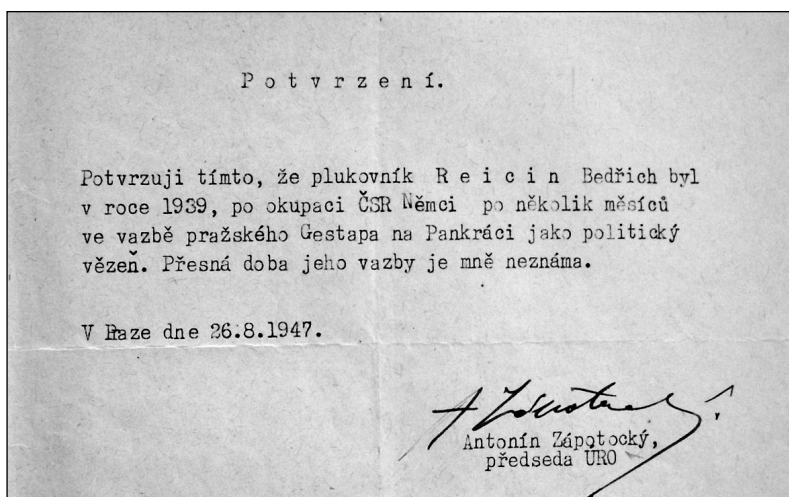 P o t v r z e n í.
Potvrzuji tímto, že plukovník R e i c i n Bedřich byl
v roce 1939, po okupaci ČSR Němci po několik měsíců
ve vazbě pražského Gestapa na Pankráci jako politický
vězeň. Přesná doba jeho vazby je mně neznáma.
V Praze dne 26.8.1947.
A Zápotocký
Antonín Zápotocký,
předseda ÚRO